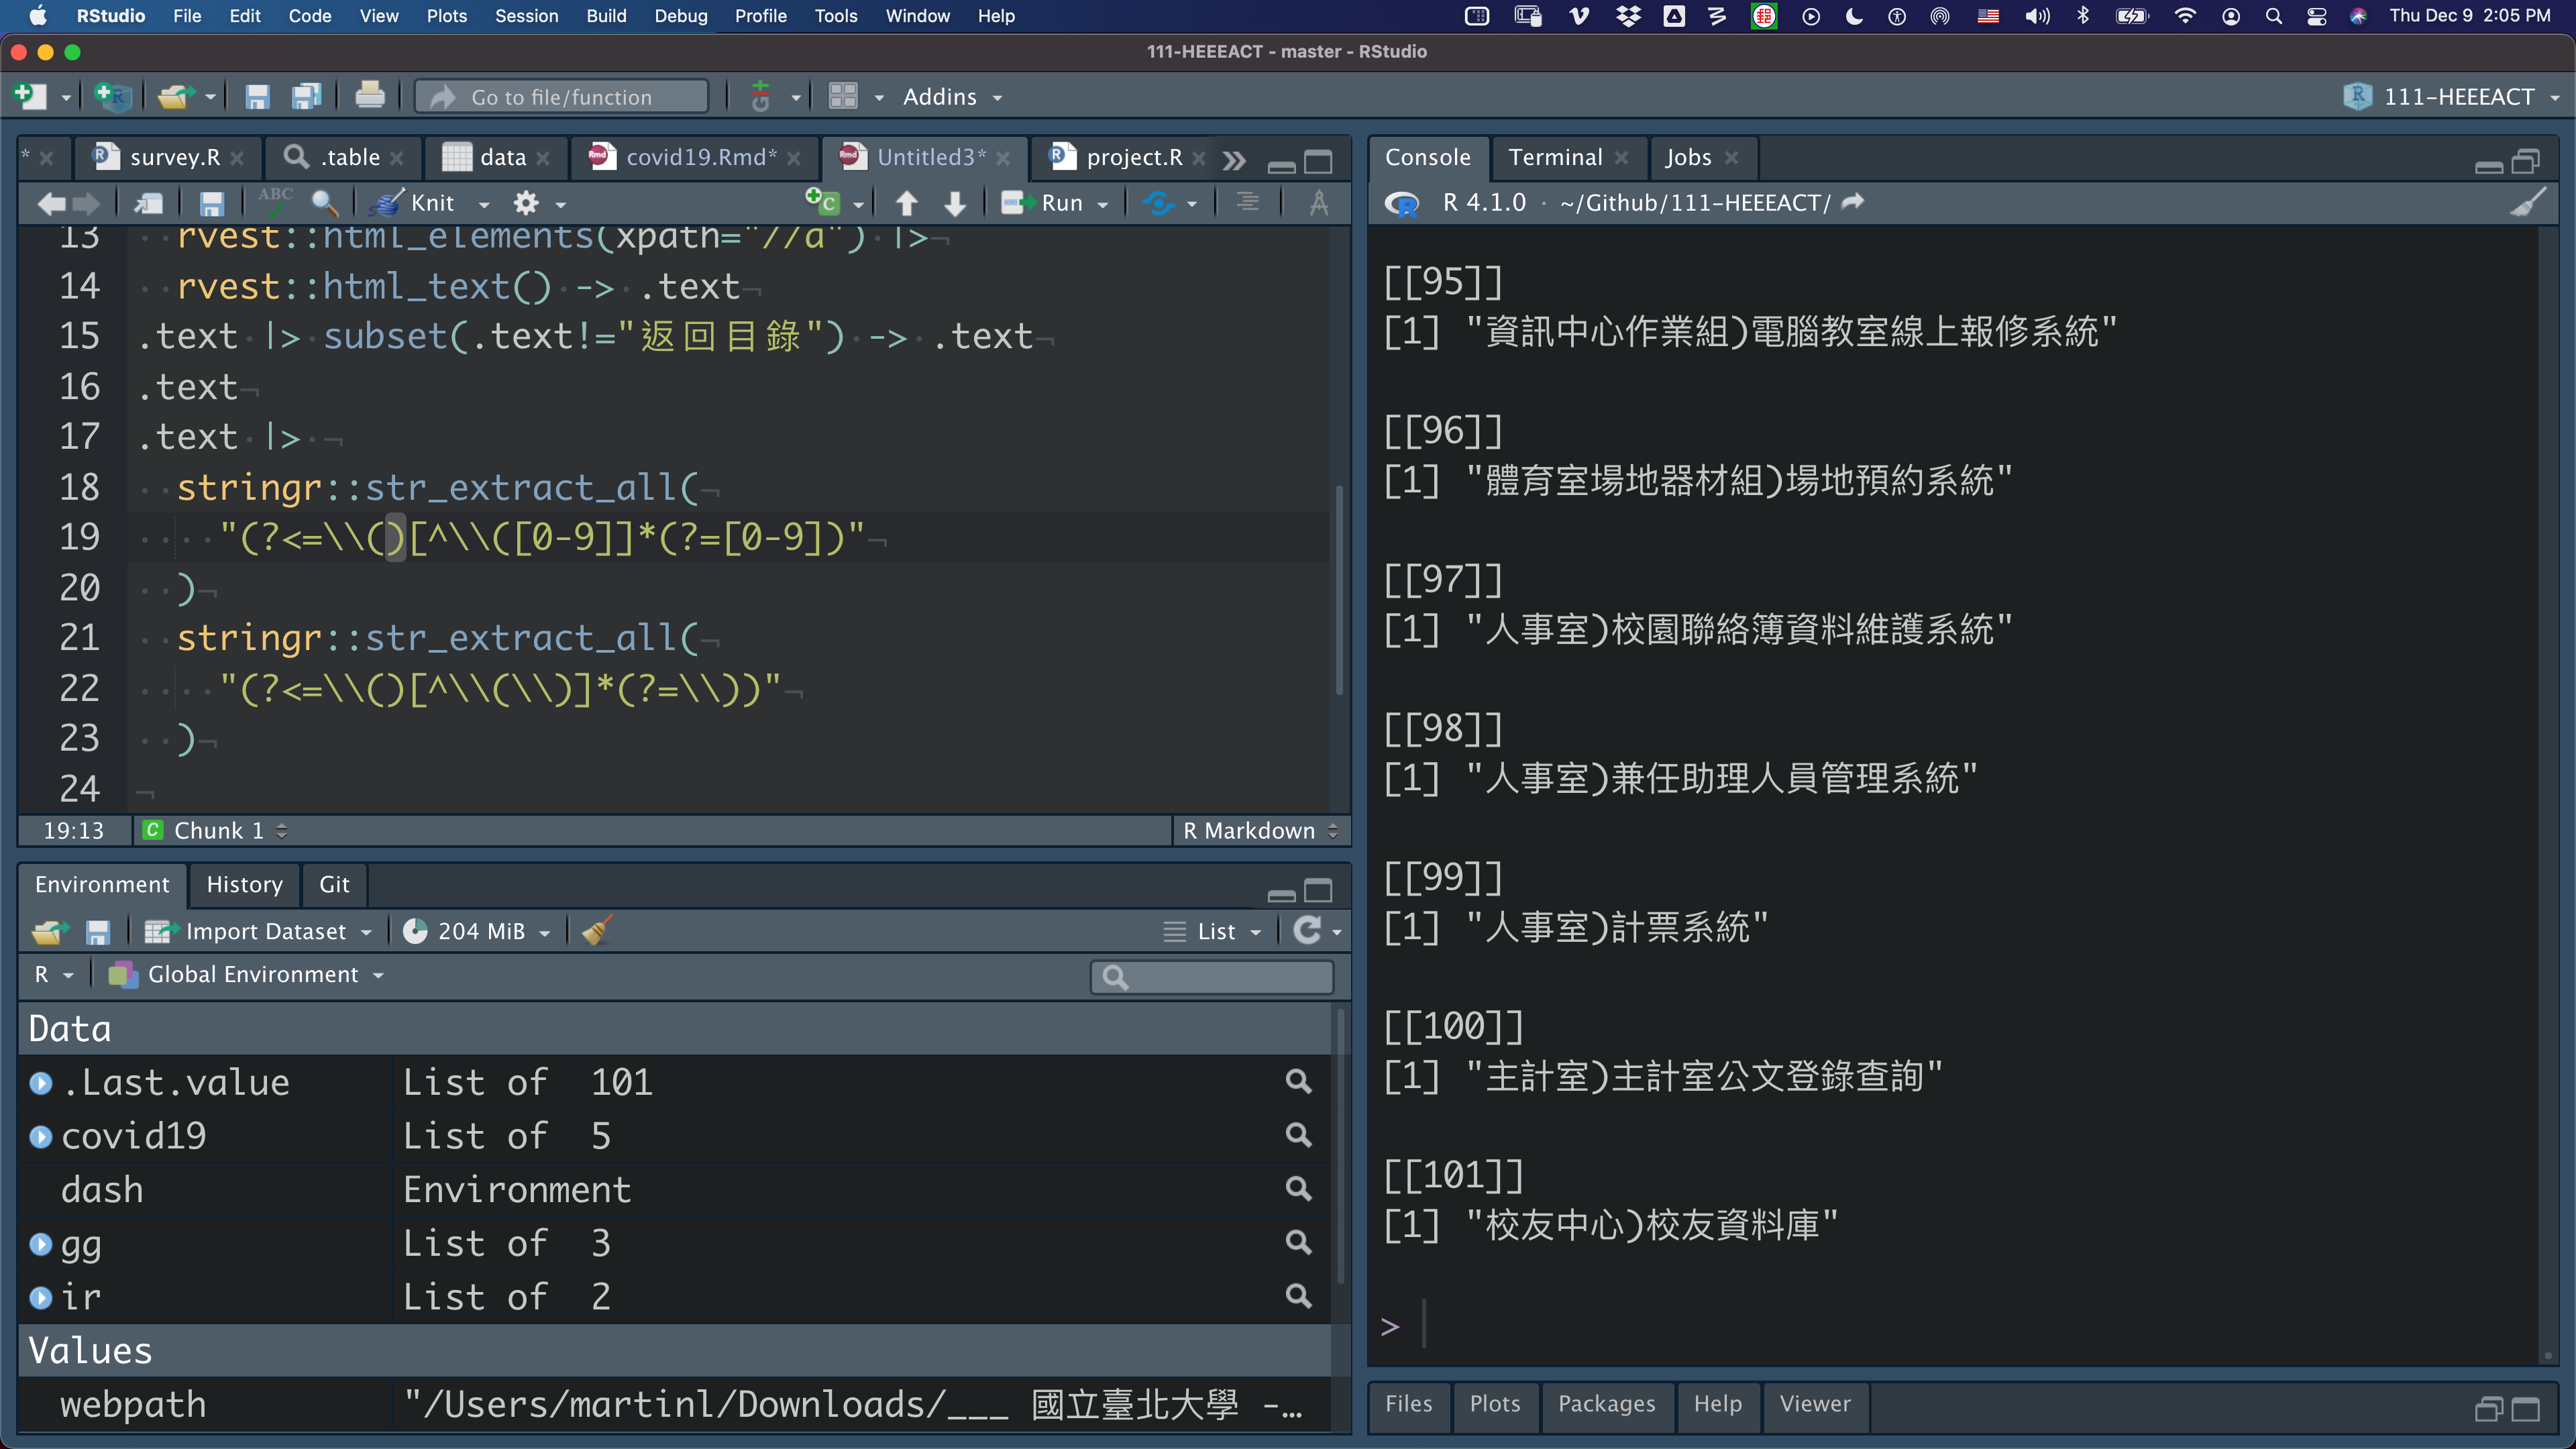 RStudio File Edit Code View Plots Session Build Debug Profile Tools Window Help Thu Dec 9 2:05 PM
111-HEEEACT - master - RStudio
Go to file/function Addins 111-HEEEACT
* survey.R .table data covid19.Rmd* Untitled3* project.R
ABC Knit Run
13 rvest::html_elements(xpath="//a") |>
14 rvest::html_text() -> .text
15 .text |> subset(.text!="返回目錄") -> .text
16 .text
17 .text |>
18 stringr::str_extract_all(
19 "(?<=\\()[^\\([0-9]]*(?=[0-9])"
20 )
21 stringr::str_extract_all(
22 "(?<=\\()[^\\(\\)]*(?=\\))"
23 )
24
19:13 Chunk 1 R Markdown
Environment History Git
Import Dataset 204 MiB List
R Global Environment
Data
.Last.value List of 101
covid19 List of 5
dash Environment
gg List of 3
ir List of 2
Values
webpath "/Users/martinl/Downloads/___ 國立臺北大學 -…
Console Terminal Jobs
R 4.1.0 · ~/Github/111-HEEEACT/
[[95]]
[1] "資訊中心作業組)電腦教室線上報修系統"
[[96]]
[1] "體育室場地器材組)場地預約系統"
[[97]]
[1] "人事室)校園聯絡簿資料維護系統"
[[98]]
[1] "人事室)兼任助理人員管理系統"
[[99]]
[1] "人事室)計票系統"
[[100]]
[1] "主計室)主計室公文登錄查詢"
[[101]]
[1] "校友中心)校友資料庫"
>
Files Plots Packages Help Viewer